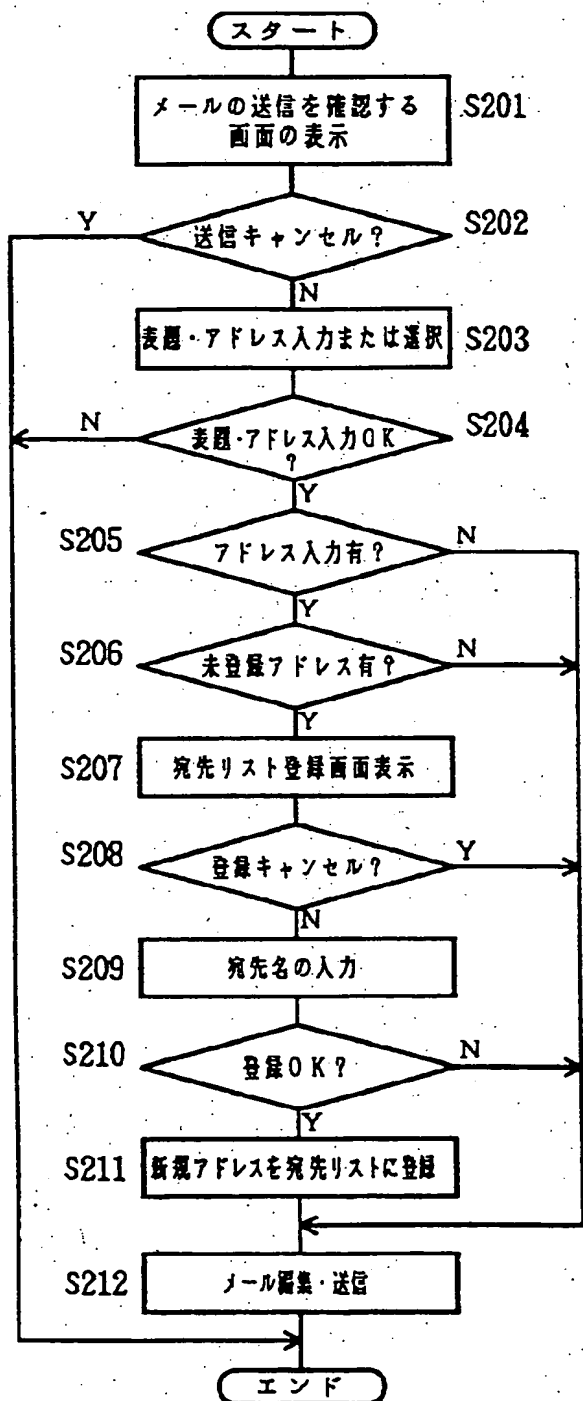 スタート
メールの送信を確認する
画面の表示
S201
送信キャンセル?
S202
Y
N
表題・アドレス入力または選択
S203
表題・アドレス入力OK
?
S204
N
Y
S205
アドレス入力有?
N
Y
S206
未登録アドレス有?
N
Y
S207
宛先リスト登録画面表示
S208
登録キャンセル?
Y
N
S209
宛先名の入力
S210
登録OK?
N
Y
S211
新規アドレスを宛先リストに登録
S212
メール編集・送信
エンド